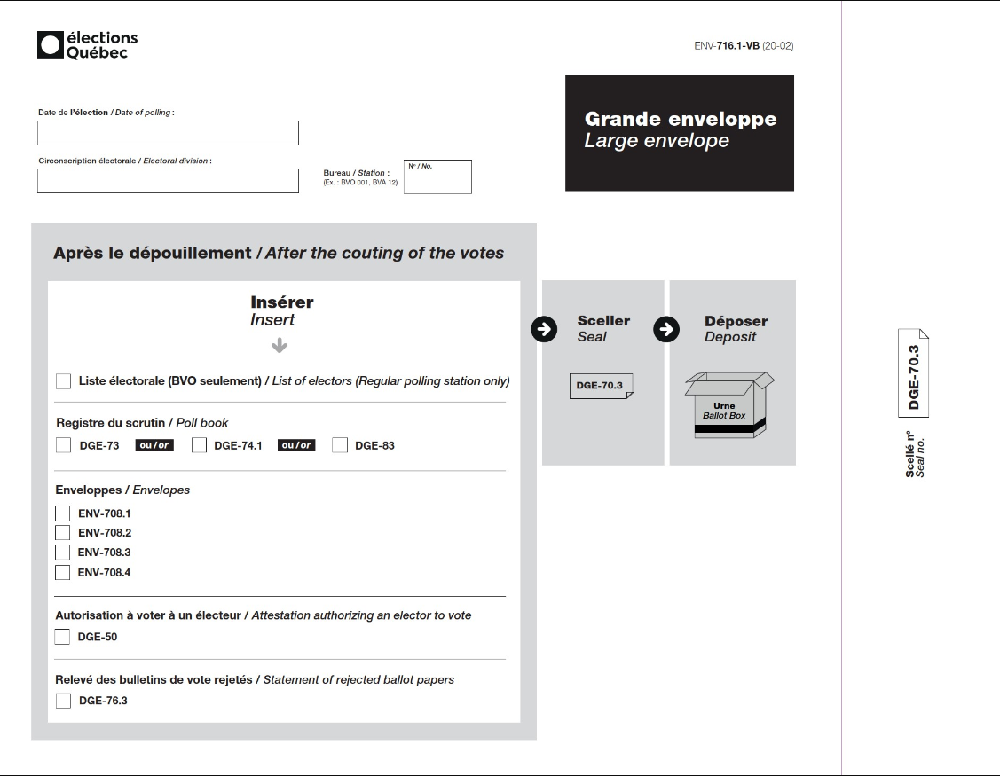 élections
Québec
ENV-716.1-VB (20-02)
Grande enveloppe
Large envelope
Date de l'élection / Date of polling :
Circonscription électorale / Electoral division :
Bureau / Station :
(Ex. : BVO 001, BVA 12)
Nº / No.
Après le dépouillement / After the couting of the votes
Insérer
Insert
Liste électorale (BVO seulement) / List of electors (Regular polling station only)
Registre du scrutin / Poll book
DGE-73 ou / or DGE-74.1 ou / or DGE-83
Enveloppes / Envelopes
ENV-708.1
ENV-708.2
ENV-708.3
ENV-708.4
Autorisation à voter à un électeur / Attestation authorizing an elector to vote
DGE-50
Relevé des bulletins de vote rejetés / Statement of rejected ballot papers
DGE-76.3
Sceller
Seal
DGE-70.3
Déposer
Deposit
Urne
Ballot Box
DGE-70.3
Scellé nº
Seal no.